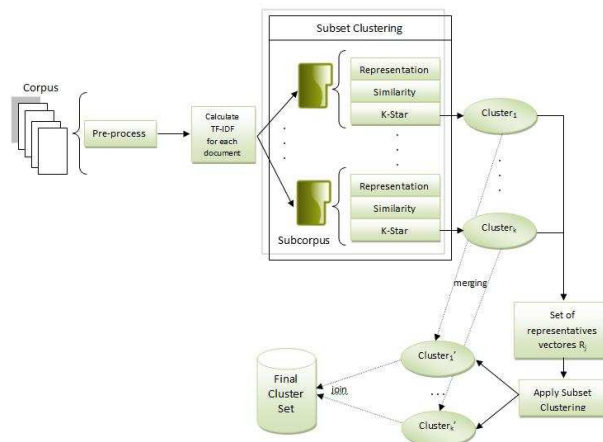 Subset Clustering
Corpus
Pre-process
Calculate
TF-IDF
for each
document
Representation
Similarity
K-Star
Cluster1
Representation
Similarity
K-Star
Subcorpus
Clusterk
merging
Set of
representatives
vectores Rj
Cluster1'
Final
Cluster
Set
join
Apply Subset
Clustering
...
Clusterk'